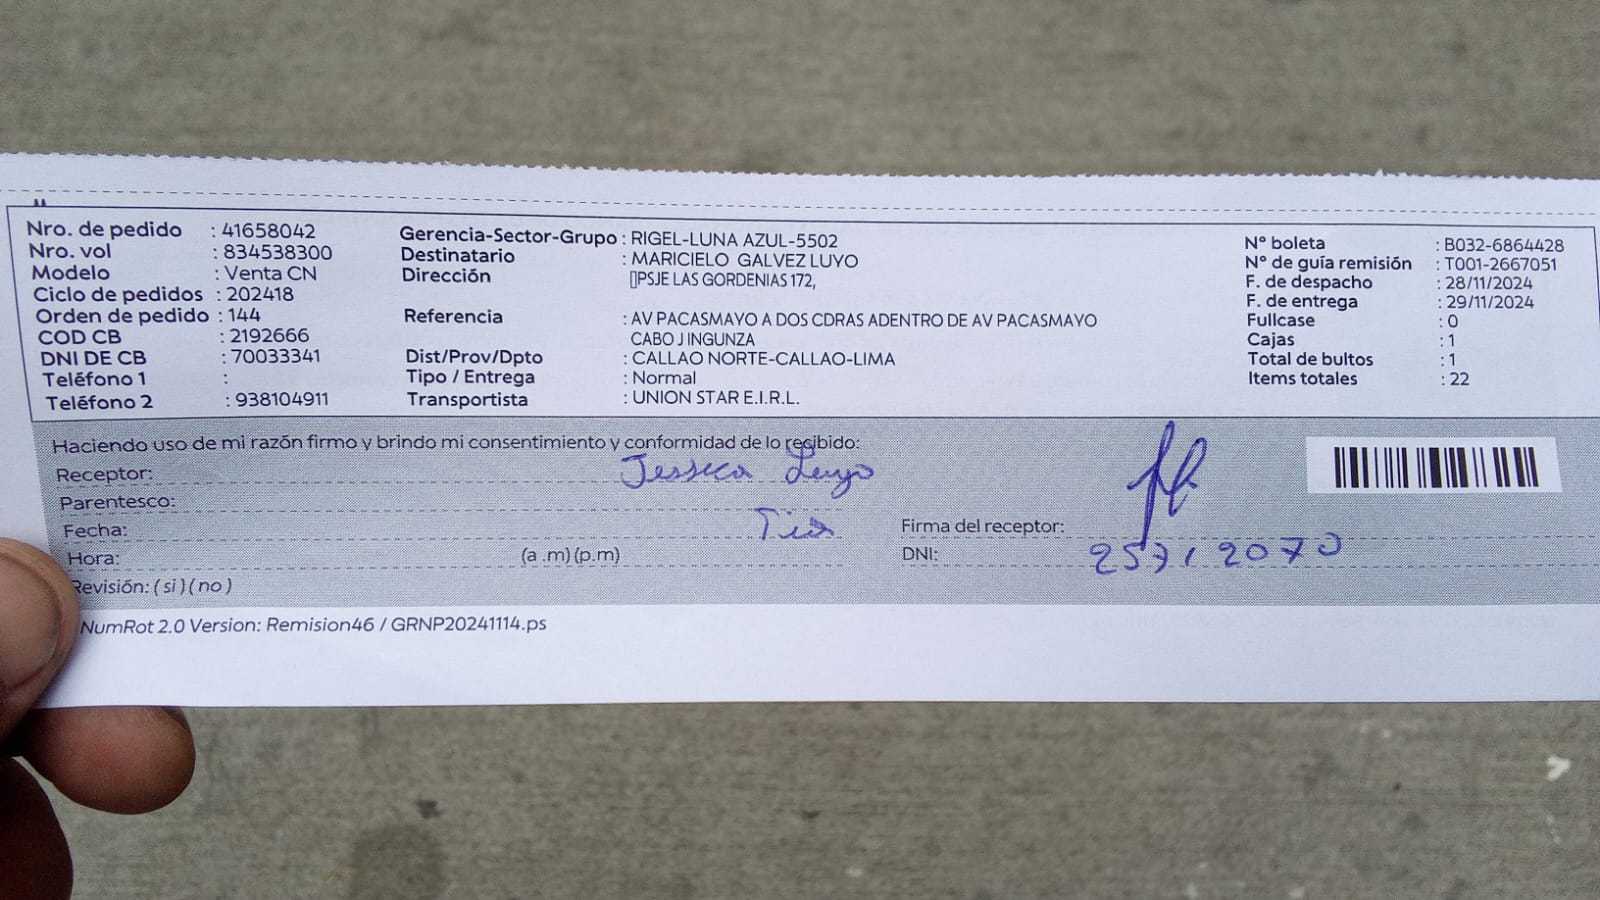 Nro. de pedido : 41658042
Nro. vol : 834538300
Modelo : Venta CN
Ciclo de pedidos : 202418
Orden de pedido : 144
COD CB : 2192666
DNI DE CB : 70033341
Teléfono 1 :
Teléfono 2 : 938104911
Gerencia-Sector-Grupo : RIGEL-LUNA AZUL-5502
Destinatario : MARICIELO GALVEZ LUYO
Dirección : ▯PSJE LAS GORDENIAS 172,
Referencia : AV PACASMAYO A DOS CDRAS ADENTRO DE AV PACASMAYO
CABO J INGUNZA
Dist/Prov/Dpto : CALLAO NORTE-CALLAO-LIMA
Tipo / Entrega : Normal
Transportista : UNION STAR E.I.R.L.
N° boleta : B032-6864428
N° de guía remisión : T001-2667051
F. de despacho : 28/11/2024
F. de entrega : 29/11/2024
Fullcase : 0
Cajas : 1
Total de bultos : 1
Items totales : 22
Haciendo uso de mi razón firmo y brindo mi consentimiento y conformidad de lo recibido:
Receptor: Jessica Luyo
Parentesco:
Fecha: Tia
Hora: (a .m) (p.m)
Revisión: ( si ) ( no )
Firma del receptor:
DNI: 25712070
NumRot 2.0 Version: Remision46 / GRNP20241114.ps